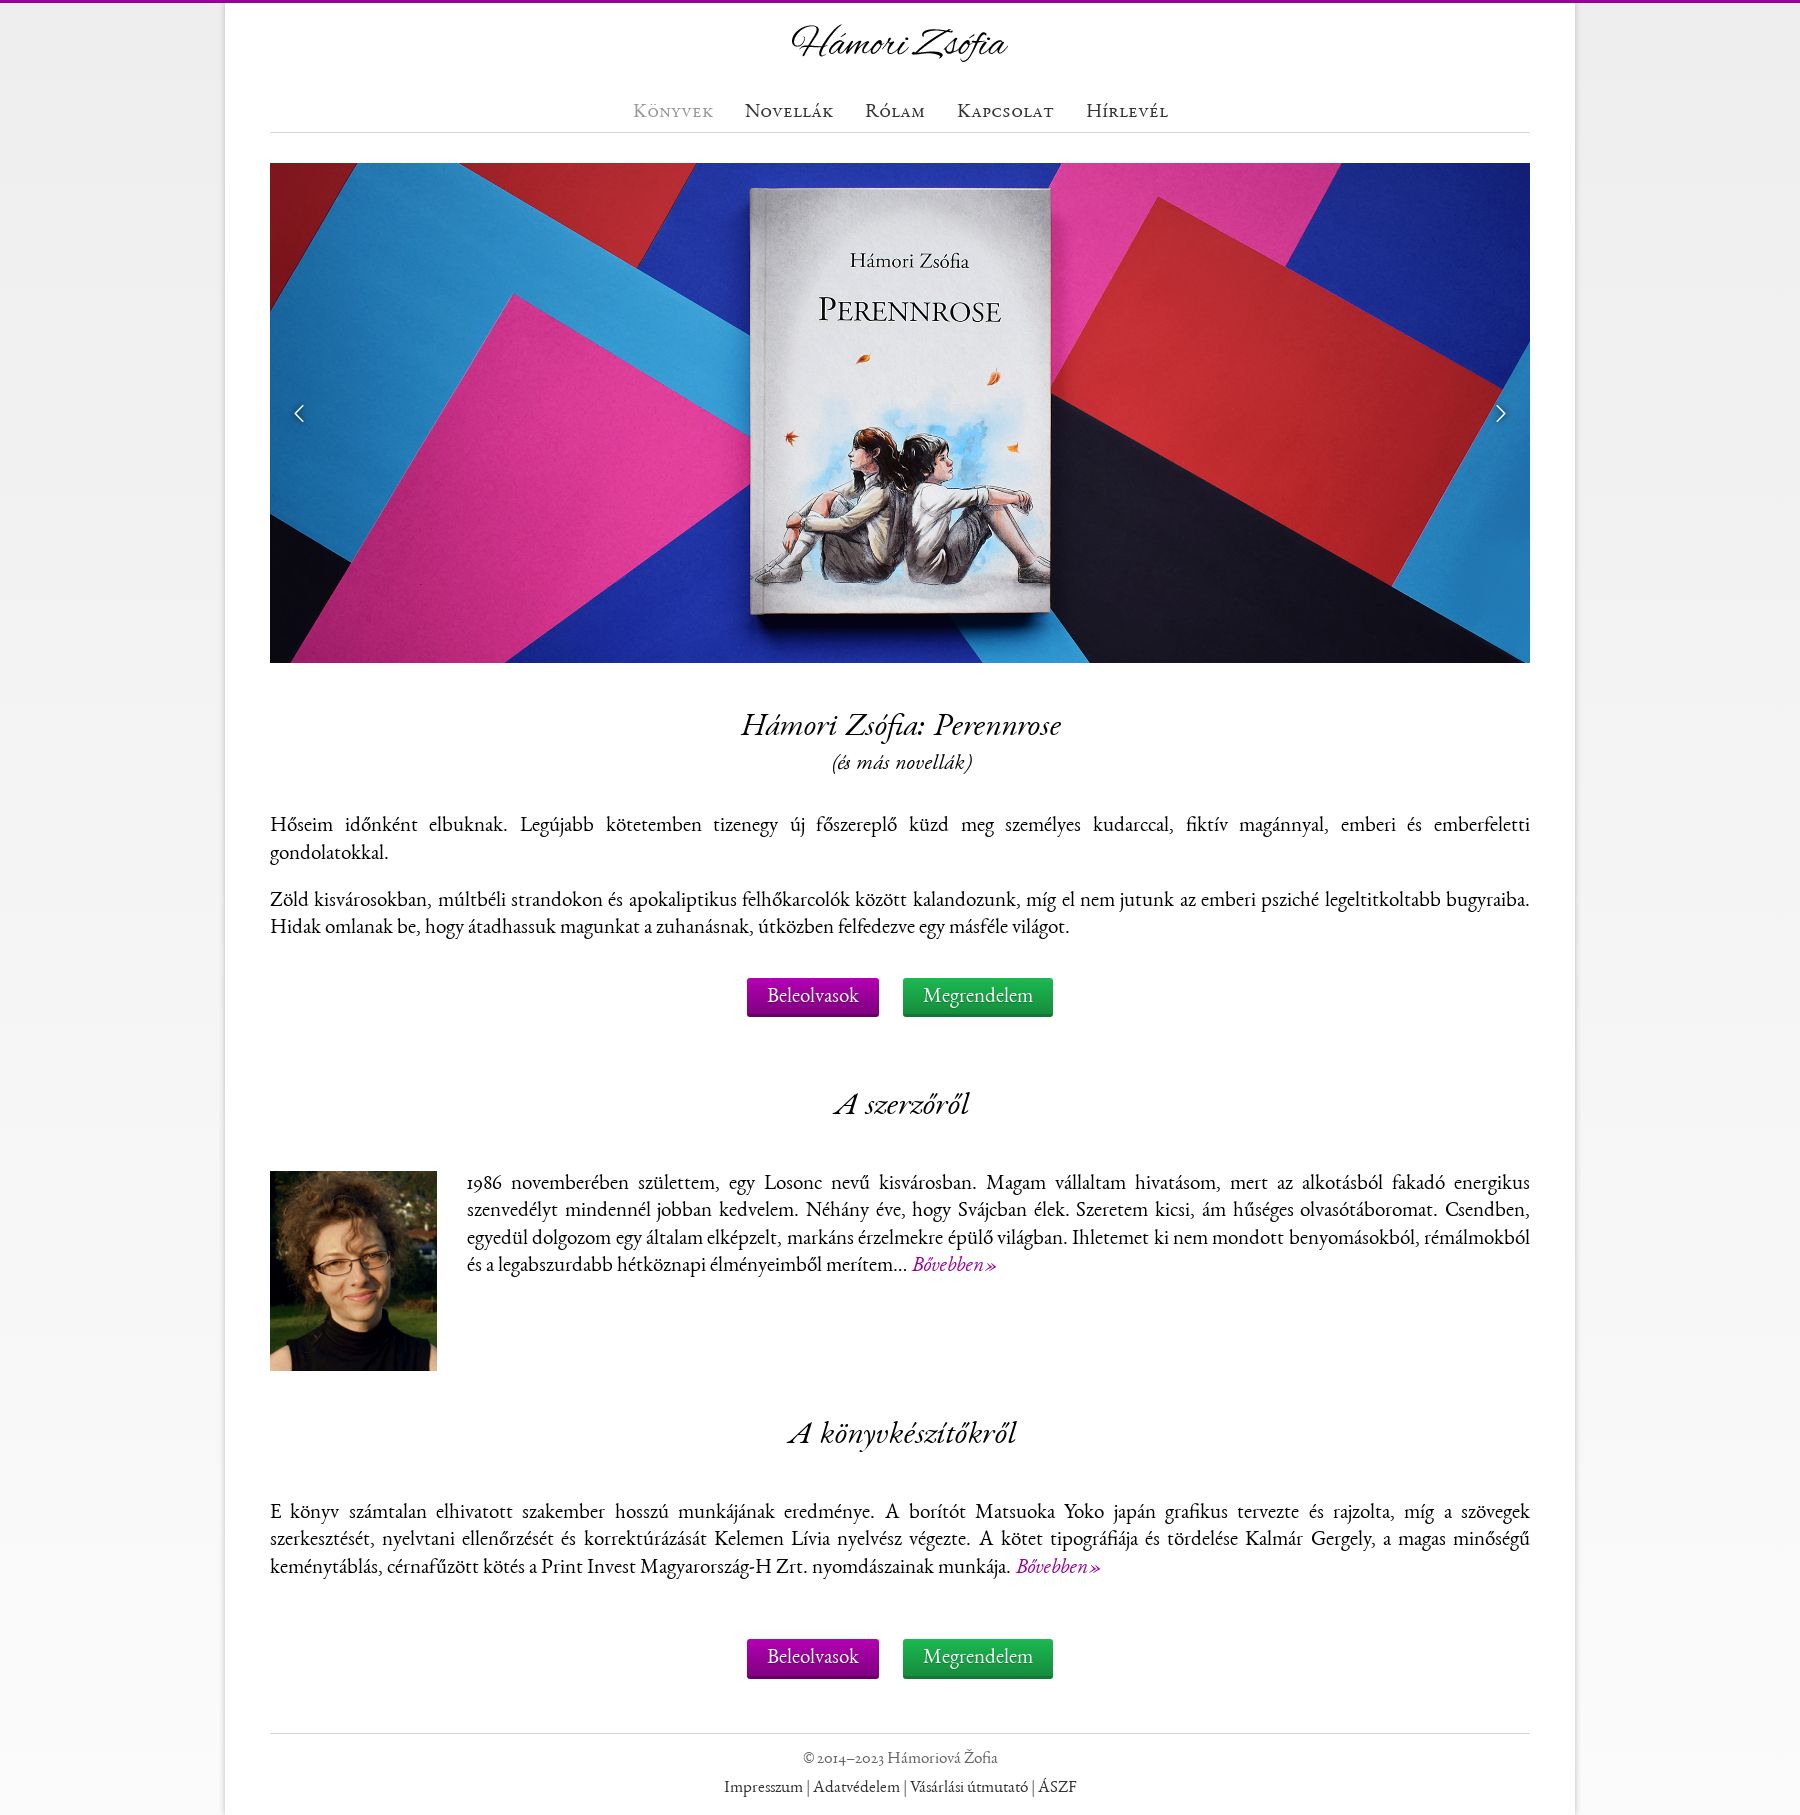 Hámori Zsófia
Könyvek Novellák Rólam Kapcsolat Hírlevél
Hámori Zsófia
Perennrose
Hámori Zsófia: Perennrose
(és más novellák)
Hőseim időnként elbuknak. Legújabb kötetemben tizenegy új főszereplő küzd meg személyes kudarccal, fiktív magánnyal, emberi és emberfeletti
gondolatokkal.
Zöld kisvárosokban, múltbéli strandokon és apokaliptikus felhőkarcolók között kalandozunk, míg el nem jutunk az emberi psziché legeltitkoltabb bugyraiba.
Hidak omlanak be, hogy átadhassuk magunkat a zuhanásnak, útközben felfedezve egy másféle világot.
Beleolvasok Megrendelem
A szerzőről
1986 novemberében születtem, egy Losonc nevű kisvárosban. Magam vállaltam hivatásom, mert az alkotásból fakadó energikus
szenvedélyt mindennél jobban kedvelem. Néhány éve, hogy Svájcban élek. Szeretem kicsi, ám hűséges olvasótáboromat. Csendben,
egyedül dolgozom egy általam elképzelt, markáns érzelmekre épülő világban. Ihletemet ki nem mondott benyomásokból, rémálmokból
és a legabszurdabb hétköznapi élményeimből merítem... Bővebben»
A könyvkészítőkről
E könyv számtalan elhivatott szakember hosszú munkájának eredménye. A borítót Matsuoka Yoko japán grafikus tervezte és rajzolta, míg a szövegek
szerkesztését, nyelvtani ellenőrzését és korrektúrázását Kelemen Lívia nyelvész végezte. A kötet tipográfiája és tördelése Kalmár Gergely, a magas minőségű
keménytáblás, cérnafűzött kötés a Print Invest Magyarország-H Zrt. nyomdászainak munkája. Bővebben»
Beleolvasok Megrendelem
© 2014–2023 Hámoriová Žofia
Impresszum | Adatvédelem | Vásárlási útmutató | ÁSZF